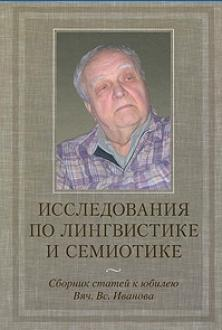 ИССЛЕДОВАНИЯ
ПО ЛИНГВИСТИКЕ
И СЕМИОТИКЕ
~
Сборник статей к юбилею
Вяч. Вс. Иванова